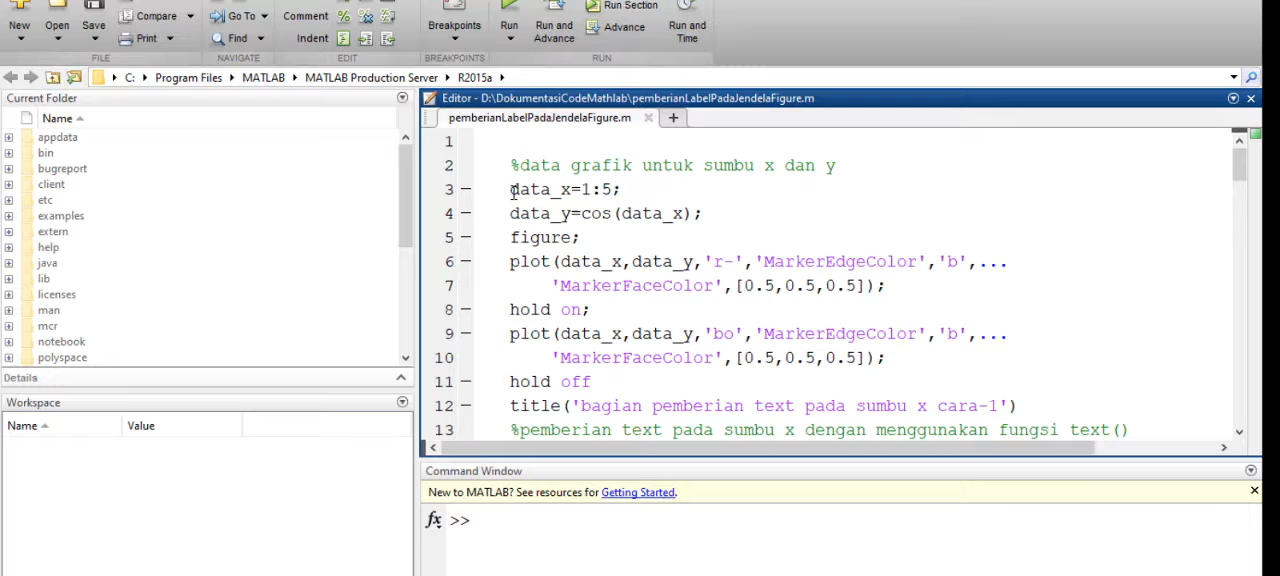 Compare
Go To
Comment
Run Section
New
Open
Save
Print
Find
Indent
Breakpoints
Run
Run and
Advance
Advance
Run and
Time
FILE
NAVIGATE
EDIT
BREAKPOINTS
RUN
C: Program Files MATLAB MATLAB Production Server R2015a
Current Folder
Name
appdata
bin
bugreport
client
etc
examples
extern
help
java
lib
licenses
man
mcr
notebook
polyspace
Details
Workspace
Name Value
Editor - D:\DokumentasiCodeMathlab\pemberianLabelPadaJendelaFigure.m
pemberianLabelPadaJendelaFigure.m
1
2 %data grafik untuk sumbu x dan y
3 data_x=1:5;
4 data_y=cos(data_x);
5 figure;
6 plot(data_x,data_y,'r-','MarkerEdgeColor','b',...
7 'MarkerFaceColor',[0.5,0.5,0.5]);
8 hold on;
9 plot(data_x,data_y,'bo','MarkerEdgeColor','b',...
10 'MarkerFaceColor',[0.5,0.5,0.5]);
11 hold off
12 title('bagian pemberian text pada sumbu x cara-1')
13 %pemberian text pada sumbu x dengan menggunakan fungsi text()
Command Window
New to MATLAB? See resources for Getting Started.
fx >>